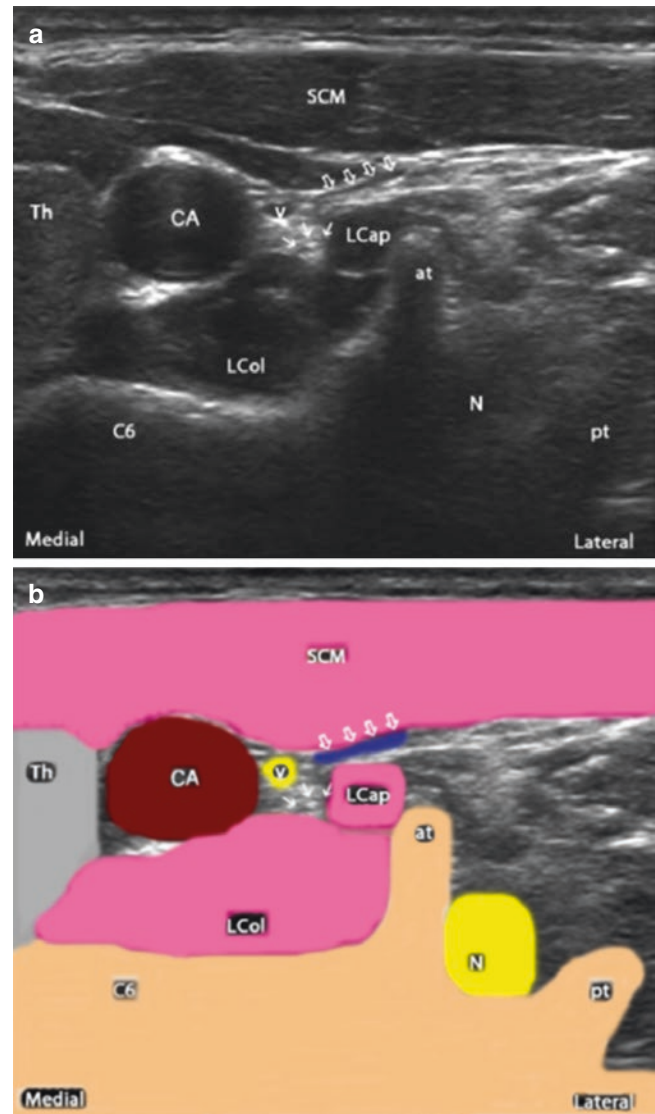 a
SCM
Th
CA
v
LCap
at
LCol
N
C6
pt
Medial
Lateral
b
SCM
Th
CA
v
LCap
at
LCol
N
C6
pt
Medial
Lateral